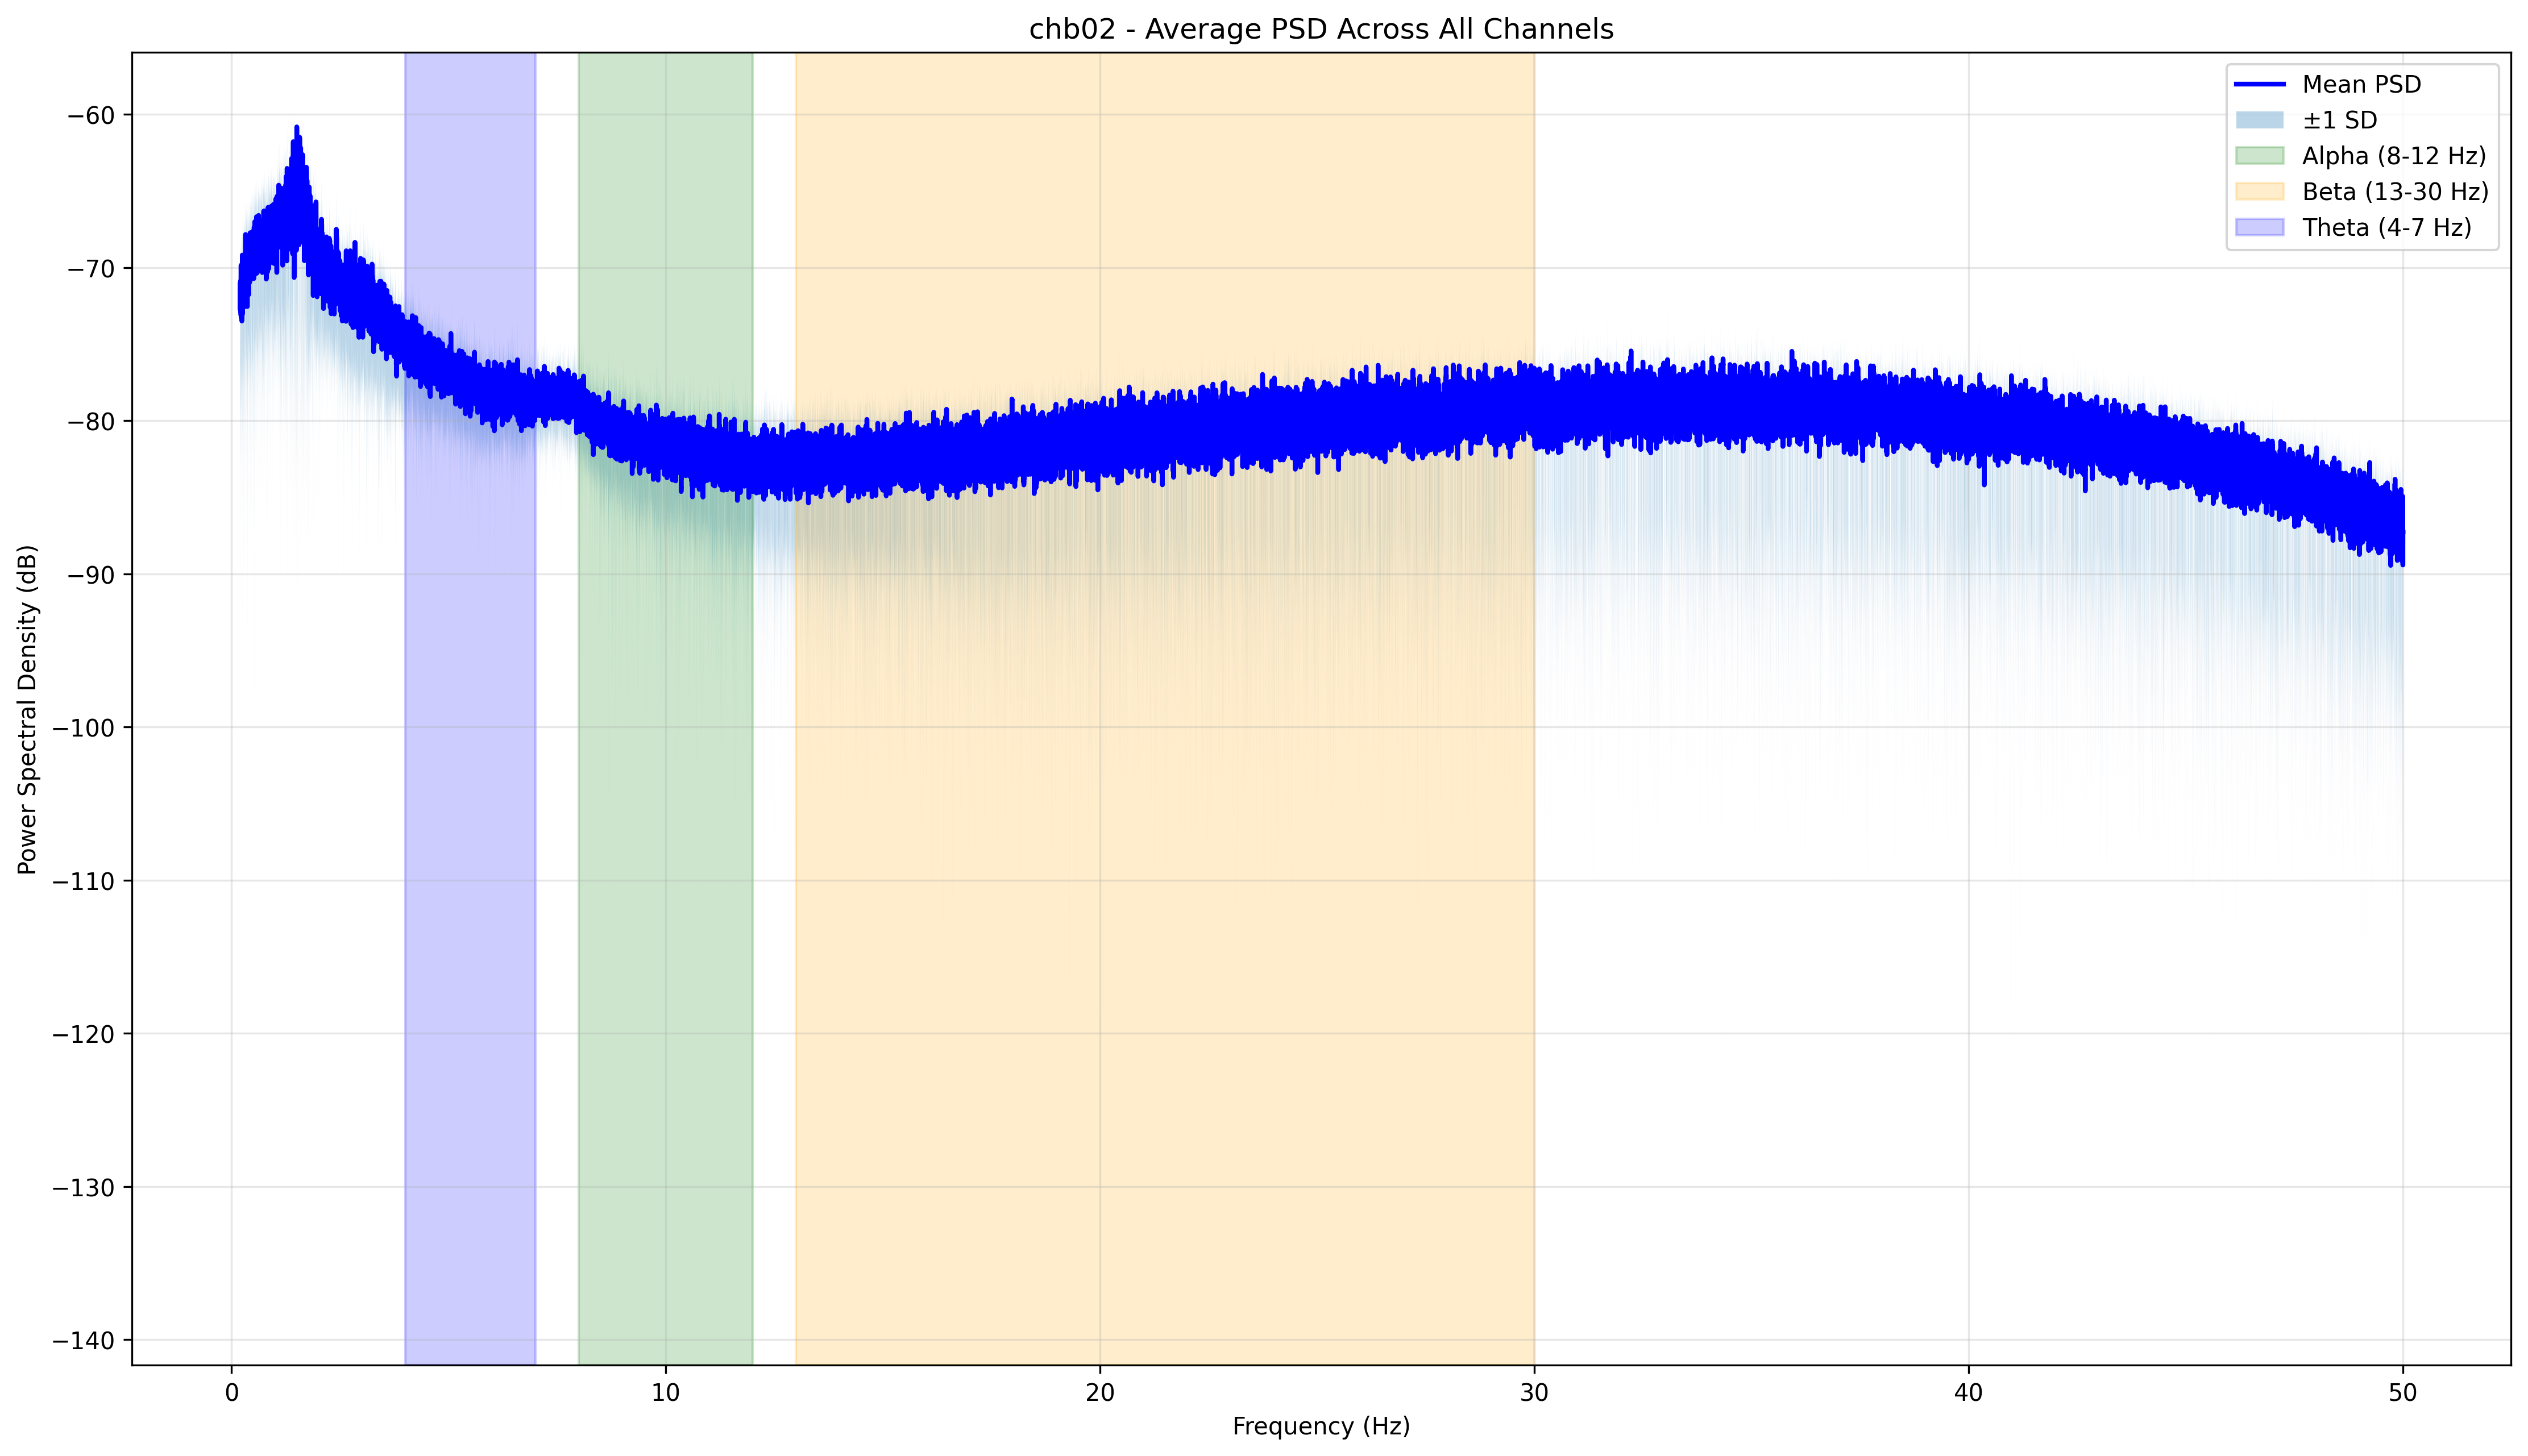 chb02 - Average PSD Across All Channels
Mean PSD
±1 SD
Alpha (8-12 Hz)
Beta (13-30 Hz)
Theta (4-7 Hz)
Power Spectral Density (dB)
−60
−70
−80
−90
−100
−110
−120
−130
−140
0
10
20
30
40
50
Frequency (Hz)